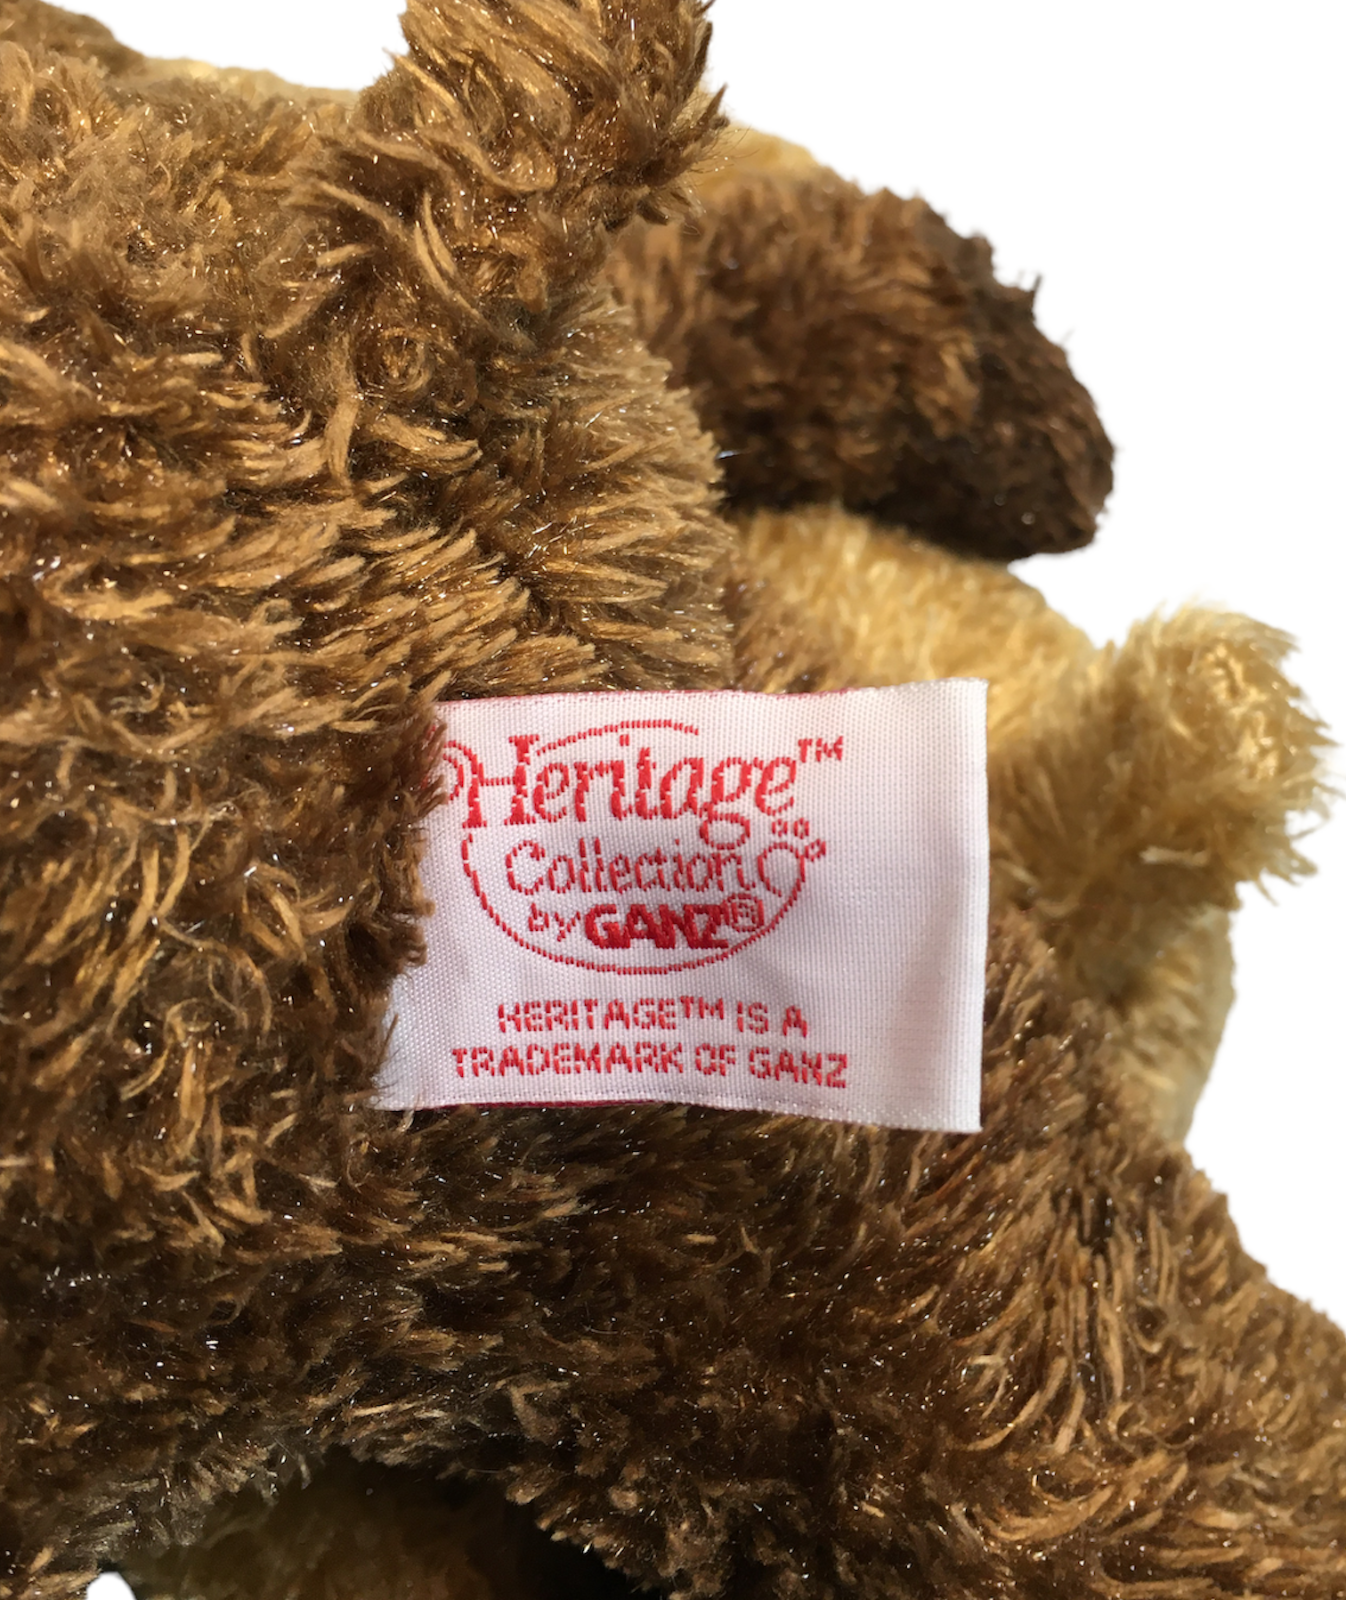 Heritage™
Collection
by GANZ®
HERITAGE™ IS A
TRADEMARK OF GANZ